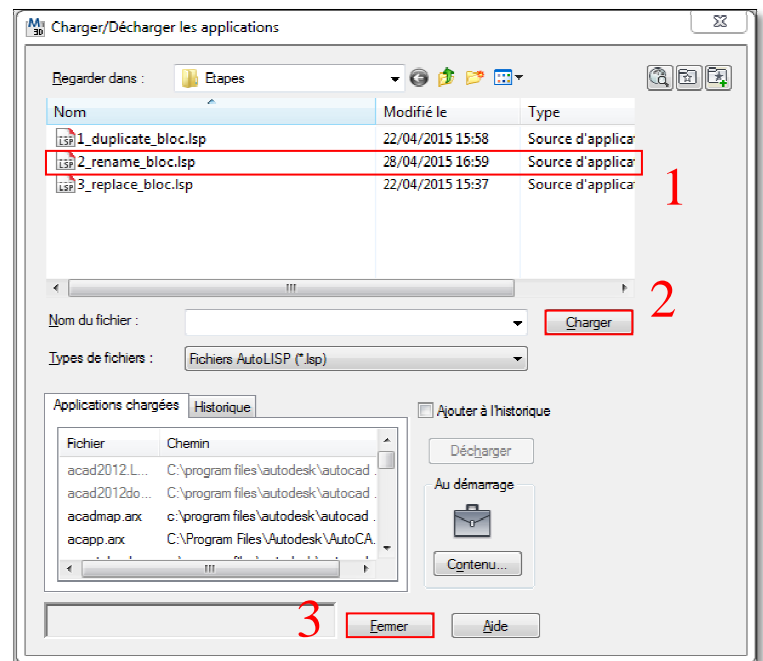 Charger/Décharger les applications
Regarder dans : Etapes
Nom Modifié le Type
1_duplicate_bloc.lsp 22/04/2015 15:58 Source d'applica
2_rename_bloc.lsp 28/04/2015 16:59 Source d'applica
3_replace_bloc.lsp 22/04/2015 15:37 Source d'applica
1
2
Nom du fichier : Charger
Types de fichiers : Fichiers AutoLISP (*.lsp)
Applications chargées Historique
Ajouter à l'historique
Fichier Chemin
Décharger
acad2012.L... C:\program files\autodesk\autocad .
acad2012do... C:\program files\autodesk\autocad .
Au démarrage
acadmap.arx c:\program files\autodesk\autocad .
acapp.arx C:\Program Files\Autodesk\AutoCA.
Contenu...
3
Fermer Aide